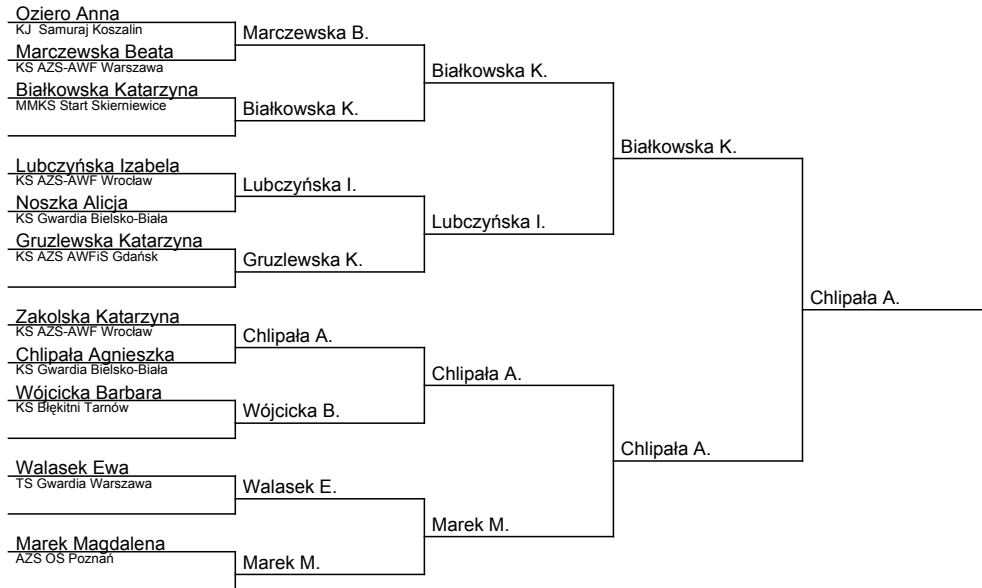 Oziero Anna
KJ Samuraj Koszalin
Marczewska B.
Marczewska Beata
KS AZS-AWF Warszawa
Białkowska K.
Białkowska Katarzyna
MMKS Start Skierniewice
Białkowska K.
Białkowska K.
Lubczyńska Izabela
KS AZS-AWF Wrocław
Lubczyńska I.
Noszka Alicja
KS Gwardia Bielsko-Biała
Lubczyńska I.
Gruzlewska Katarzyna
KS AZS AWFiS Gdańsk
Gruzlewska K.
Chlipała A.
Zakolska Katarzyna
KS AZS-AWF Wrocław
Chlipała A.
Chlipała Agnieszka
KS Gwardia Bielsko-Biała
Chlipała A.
Wójcicka Barbara
KS Błękitni Tarnów
Wójcicka B.
Chlipała A.
Walasek Ewa
TS Gwardia Warszawa
Walasek E.
Marek M.
Marek Magdalena
AZS OŚ Poznań
Marek M.